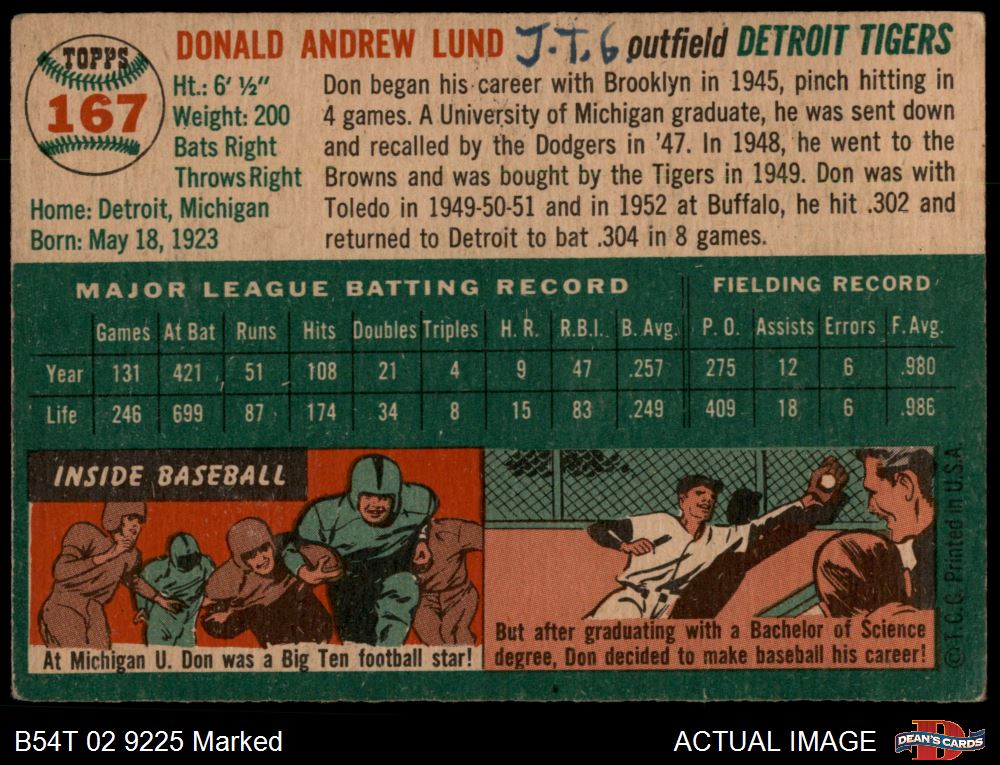 TOPPS
167
DONALD ANDREW LUND J.T.6 outfield DETROIT TIGERS
Ht.: 6' ½"
Weight: 200
Bats Right
Throws Right
Home: Detroit, Michigan
Born: May 18, 1923
Don began his career with Brooklyn in 1945, pinch hitting in
4 games. A University of Michigan graduate, he was sent down
and recalled by the Dodgers in '47. In 1948, he went to the
Browns and was bought by the Tigers in 1949. Don was with
Toledo in 1949-50-51 and in 1952 at Buffalo, he hit .302 and
returned to Detroit to bat .304 in 8 games.
MAJOR LEAGUE BATTING RECORD FIELDING RECORD
Games At Bat Runs Hits Doubles Triples H. R. R.B.I. B. Avg. P. O. Assists Errors F. Avg.
Year 131 421 51 108 21 4 9 47 .257 275 12 6 .980
Life 246 699 87 174 34 8 15 83 .249 409 18 6 .986
INSIDE BASEBALL
At Michigan U. Don was a Big Ten football star!
But after graduating with a Bachelor of Science
degree, Don decided to make baseball his career!
© T.C.G. Printed in U.S.A.
B54T 02 9225 Marked
ACTUAL IMAGE
DEAN'S CARDS